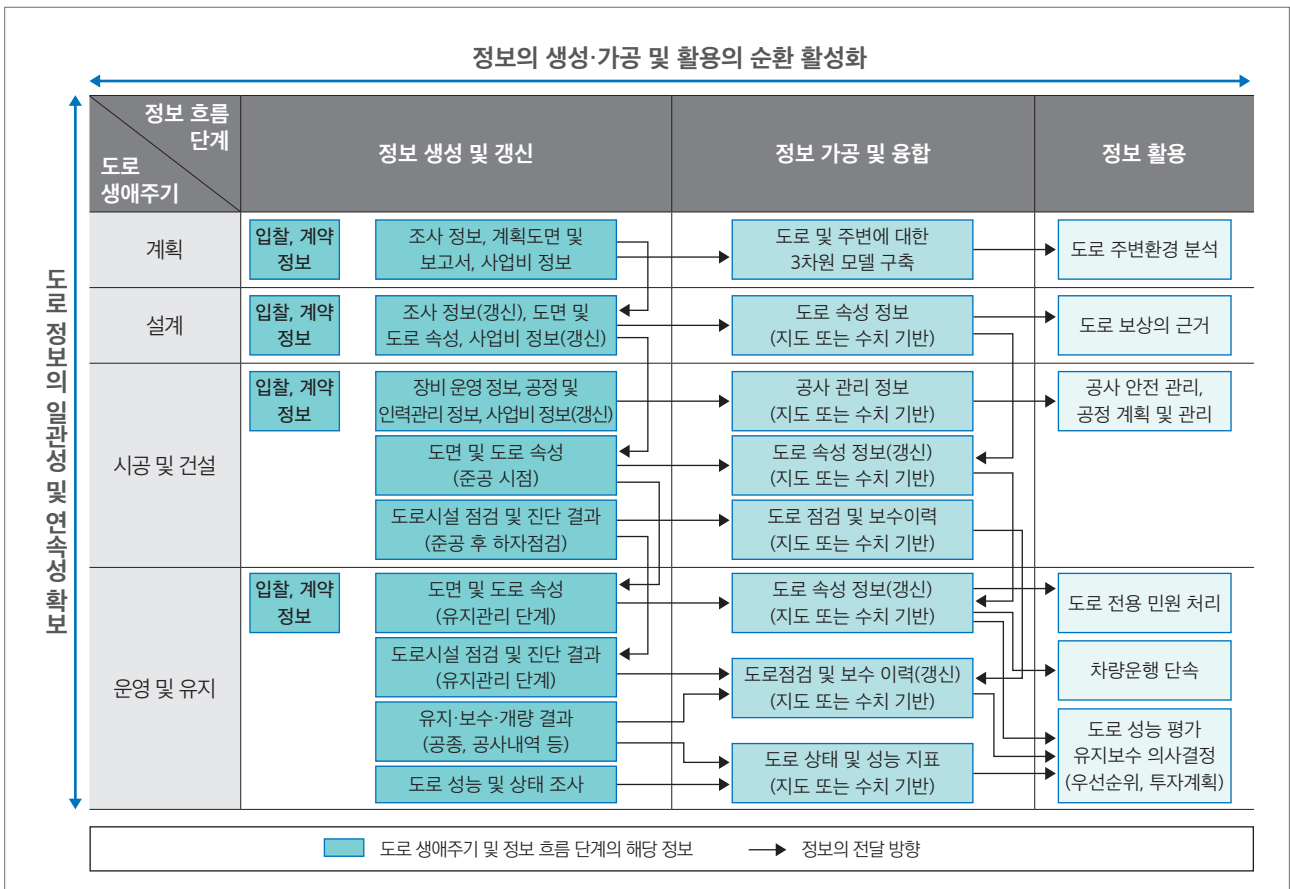 정보의 생성·가공 및 활용의 순환 활성화
도로 정보의 일관성 및 연속성 확보
정보 흐름
단계
도로
생애주기
정보 생성 및 갱신
정보 가공 및 융합
정보 활용
계획
입찰, 계약
정보
조사 정보, 계획도면 및
보고서, 사업비 정보
도로 및 주변에 대한
3차원 모델 구축
도로 주변환경 분석
설계
입찰, 계약
정보
조사 정보(갱신), 도면 및
도로 속성, 사업비 정보(갱신)
도로 속성 정보
(지도 또는 수치 기반)
도로 보상의 근거
시공 및 건설
입찰, 계약
정보
장비 운영 정보, 공정 및
인력관리 정보, 사업비 정보(갱신)
공사 관리 정보
(지도 또는 수치 기반)
공사 안전 관리,
공정 계획 및 관리
도면 및 도로 속성
(준공 시점)
도로 속성 정보(갱신)
(지도 또는 수치 기반)
도로시설 점검 및 진단 결과
(준공 후 하자점검)
도로 점검 및 보수이력
(지도 또는 수치 기반)
운영 및 유지
입찰, 계약
정보
도면 및 도로 속성
(유지관리 단계)
도로 속성 정보(갱신)
(지도 또는 수치 기반)
도로 전용 민원 처리
도로시설 점검 및 진단 결과
(유지관리 단계)
도로점검 및 보수 이력(갱신)
(지도 또는 수치 기반)
차량운행 단속
유지·보수·개량 결과
(공종, 공사내역 등)
도로 성능 및 상태 조사
도로 상태 및 성능 지표
(지도 또는 수치 기반)
도로 성능 평가
유지보수 의사결정
(우선순위, 투자계획)
도로 생애주기 및 정보 흐름 단계의 해당 정보
정보의 전달 방향